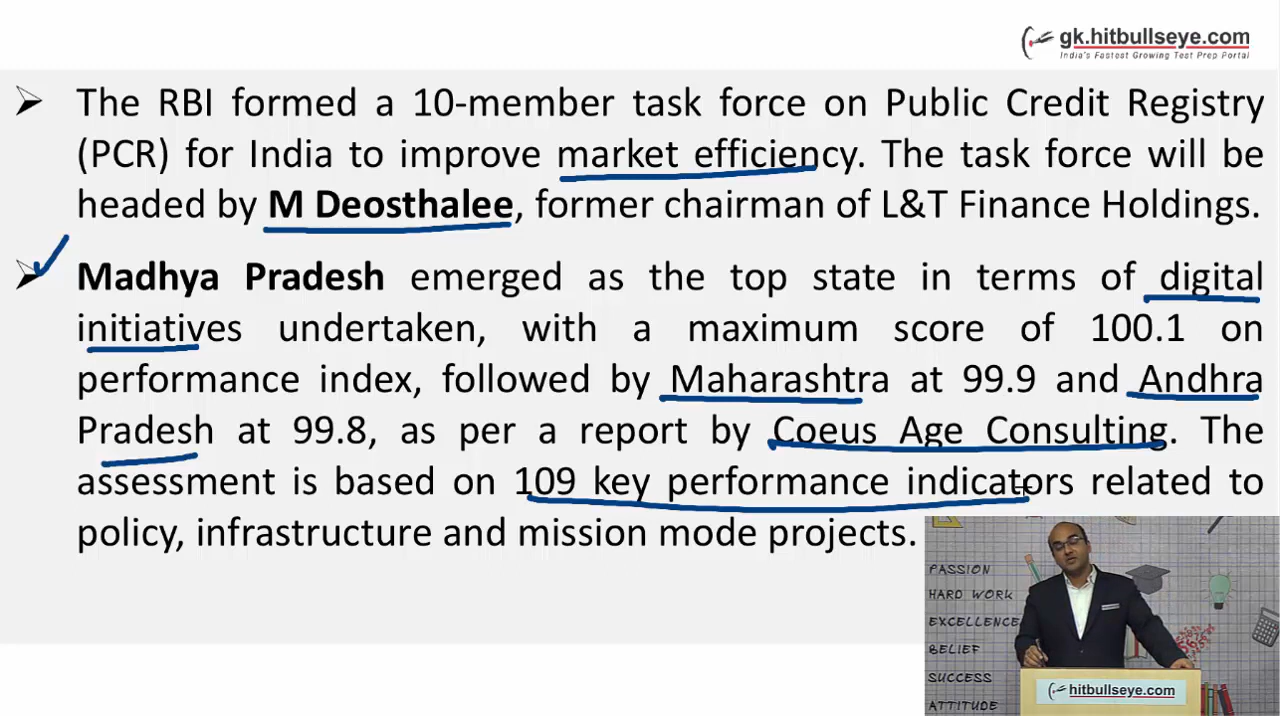 gk.hitbullseye.com
India's Fastest Growing Test Prep Portal
The RBI formed a 10-member task force on Public Credit Registry
(PCR) for India to improve market efficiency. The task force will be
headed by M Deosthalee, former chairman of L&T Finance Holdings.
Madhya Pradesh emerged as the top state in terms of digital
initiatives undertaken, with a maximum score of 100.1 on
performance index, followed by Maharashtra at 99.9 and Andhra
Pradesh at 99.8, as per a report by Coeus Age Consulting. The
assessment is based on 109 key performance indicators related to
policy, infrastructure and mission mode projects.
PASSION
HARD WORK
EXCELLENCE
BELIEF
SUCCESS
ATTITUDE
hitbullseye.com